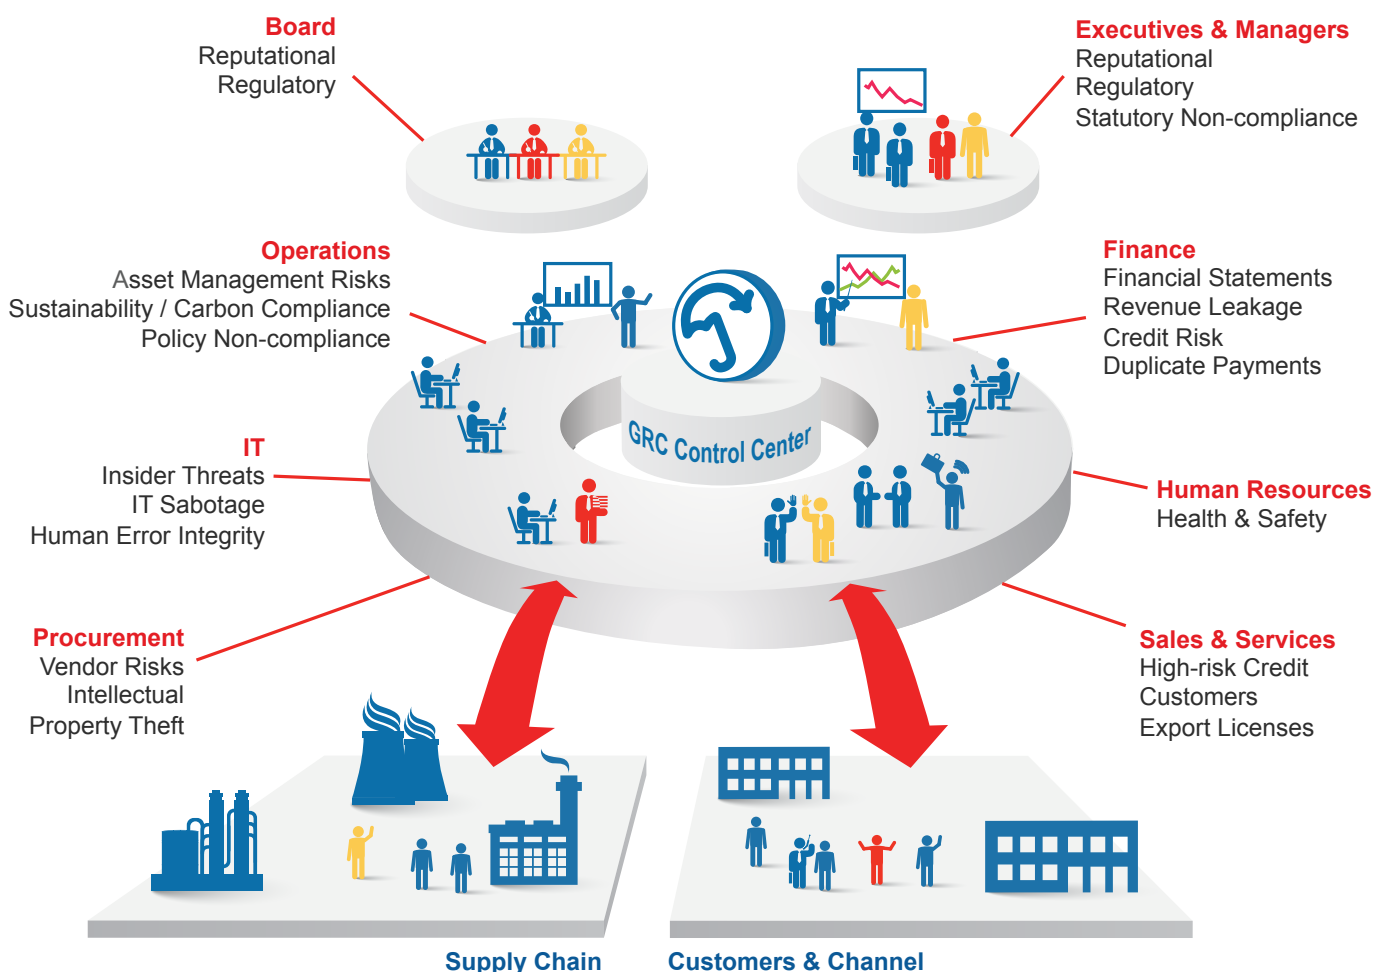 Board
Reputational
Regulatory
Executives & Managers
Reputational
Regulatory
Statutory Non-compliance
Operations
Asset Management Risks
Sustainability / Carbon Compliance
Policy Non-compliance
Finance
Financial Statements
Revenue Leakage
Credit Risk
Duplicate Payments
GRC Control Center
IT
Insider Threats
IT Sabotage
Human Error Integrity
Human Resources
Health & Safety
Procurement
Vendor Risks
Intellectual
Property Theft
Sales & Services
High-risk Credit
Customers
Export Licenses
Supply Chain
Customers & Channel